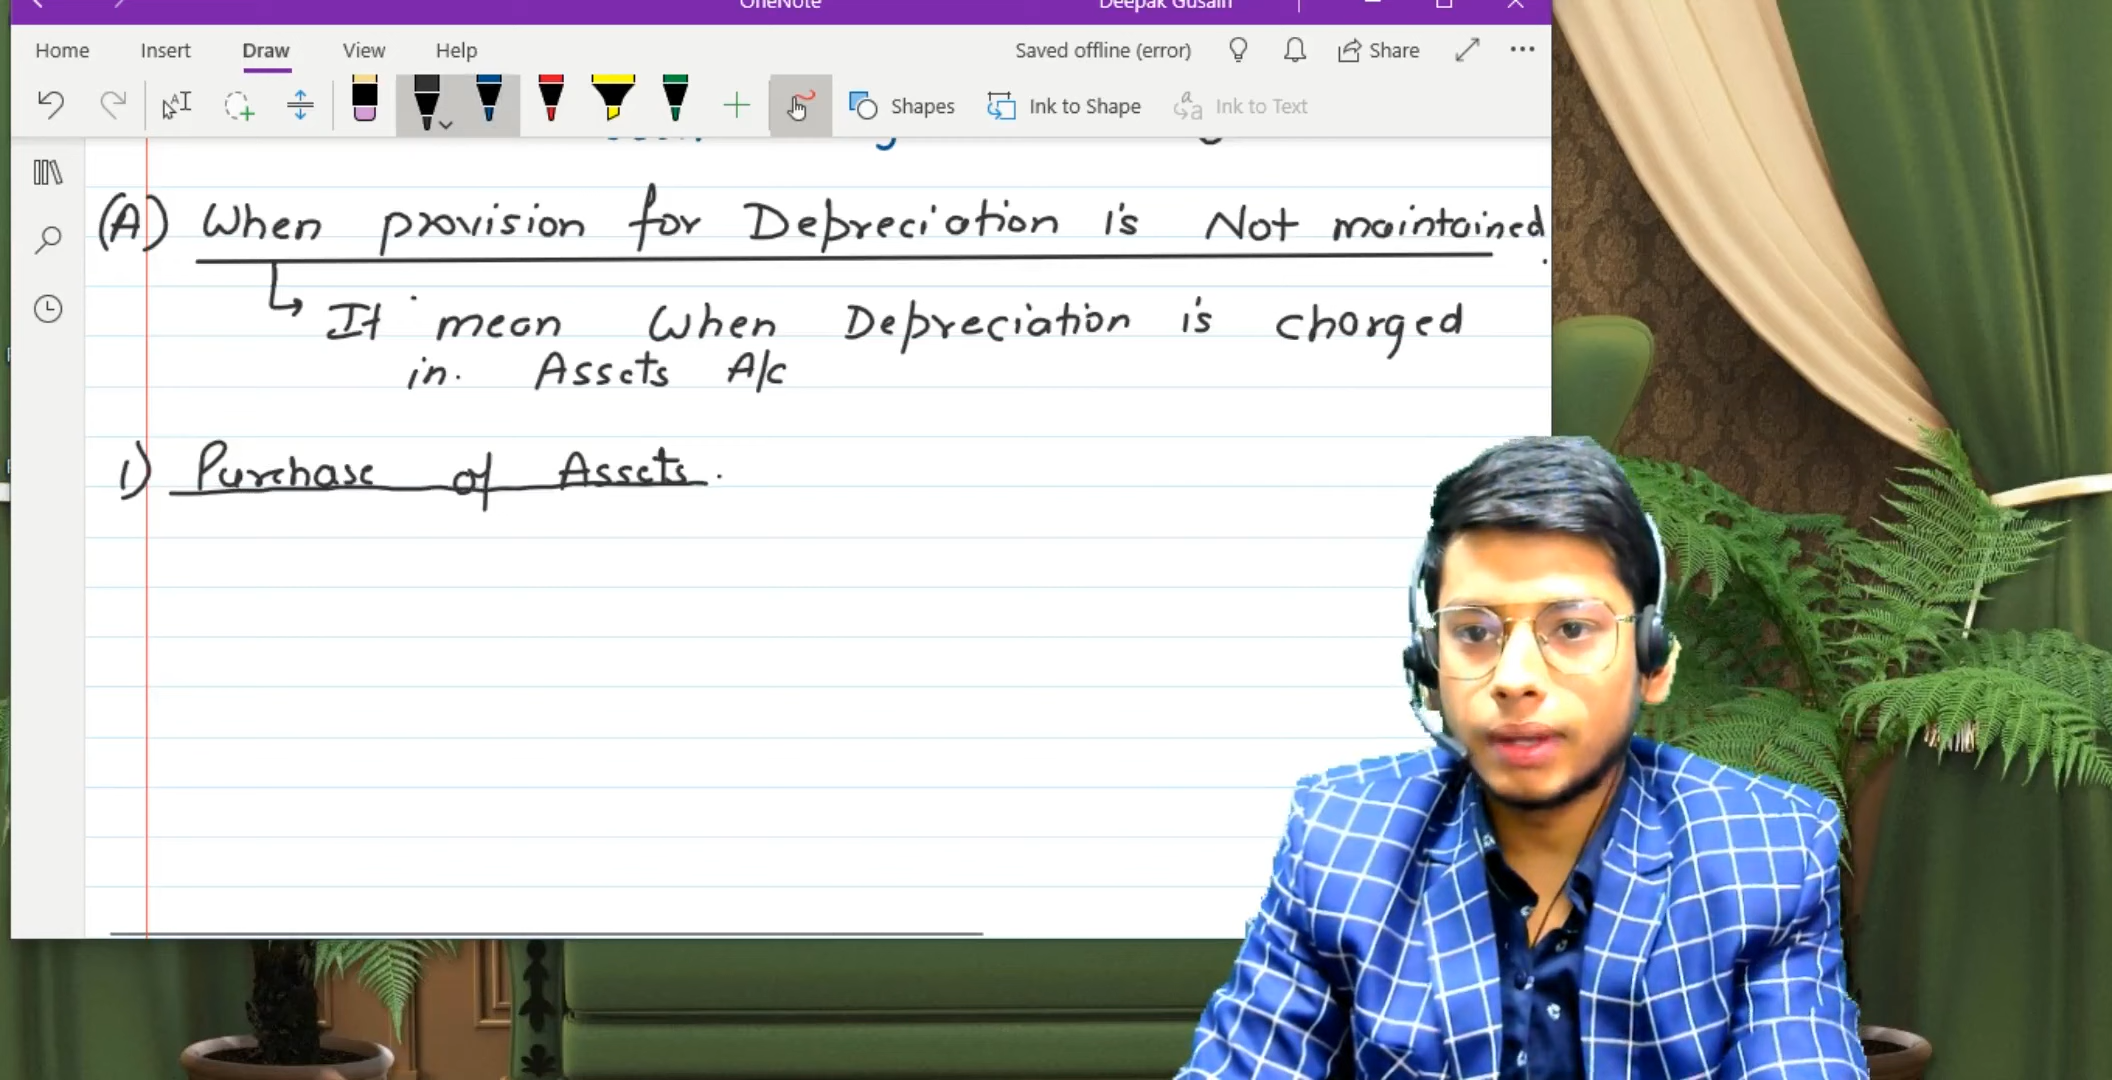 OneNote
Deepak Gusain
Home Insert Draw View Help
Saved offline (error) Share
Shapes Ink to Shape Ink to Text
(A) When provision for Depreciation is Not maintained.
It mean When Depreciation is charged
in. Assets A/c
1) Purchase of Assets.